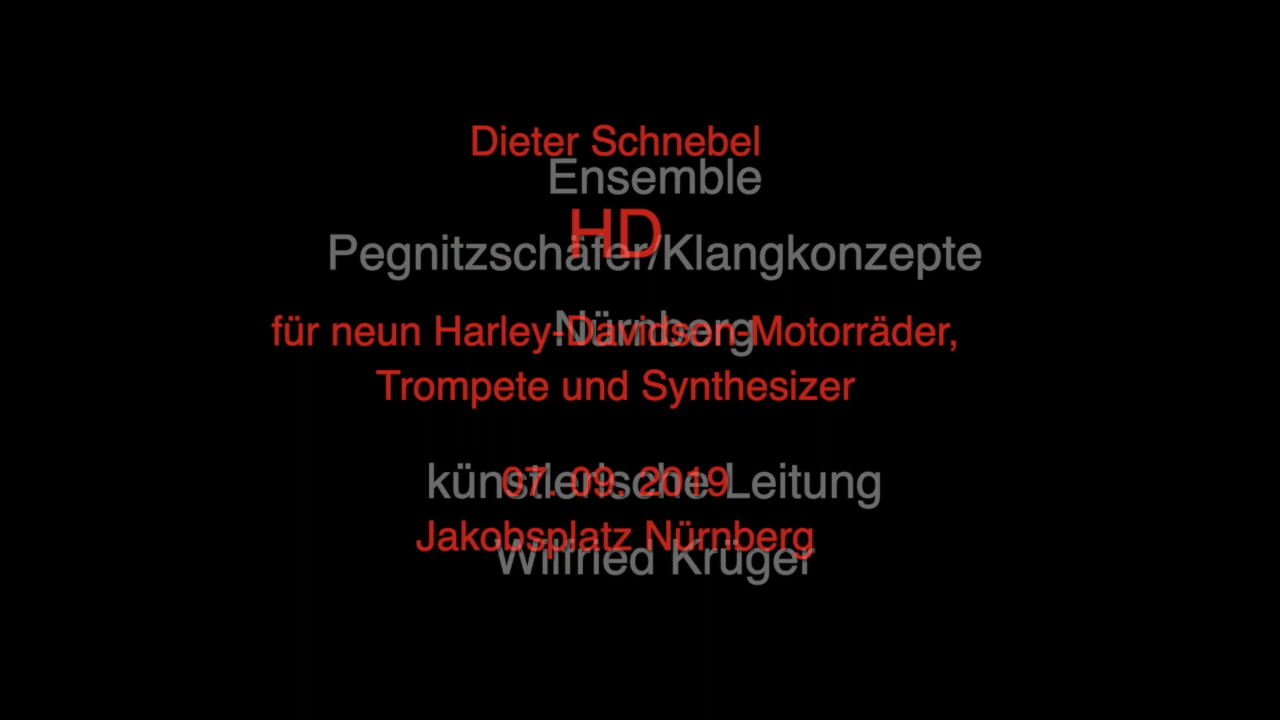 Dieter Schnebel
Ensemble
HD
Pegnitzschäfer/Klangkonzepte
Nürnberg
für neun Harley-Davidson-Motorräder,
Trompete und Synthesizer
künstlerische Leitung
07. 09. 2019
Jakobsplatz Nürnberg
Wilfried Krüger